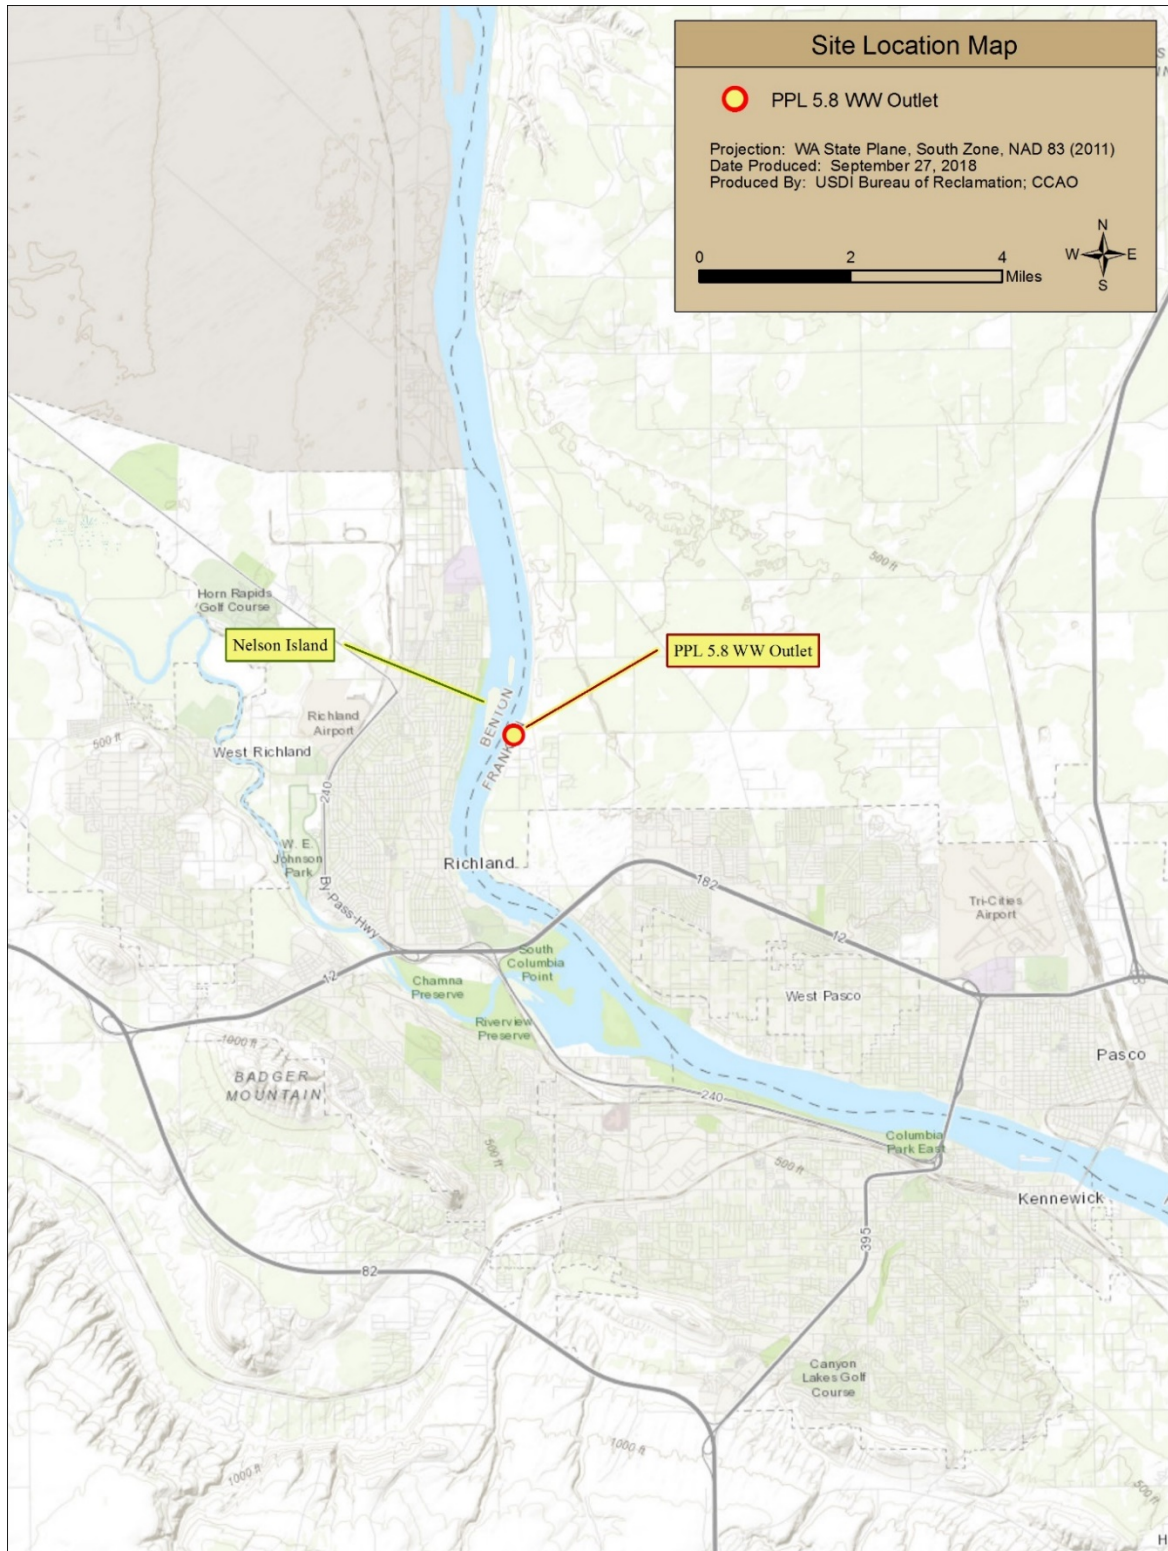 Site Location Map
PPL 5.8 WW Outlet
Projection: WA State Plane, South Zone, NAD 83 (2011)
Date Produced: September 27, 2018
Produced By: USDI Bureau of Reclamation; CCAO
N
W
E
S
0
2
4
Miles
500 ft
Horn Rapids
Golf Course
Nelson Island
PPL 5.8 WW Outlet
BENTON
Richland
Airport
500 ft
West Richland
240
W. E.
Johnson
Park
Richland
By-Pass-Hwy
182
Tri-Cities
Airport
12
South
Columbia
Point
12
Chamna
Preserve
West Pasco
Riverview
Preserve
1000 ft
Pasco
BADGER
MOUNTAIN
240
Columbia
Park East
500 ft
500 ft
Kennewick
395
82
Canyon
Lakes Golf
Course
1000 ft
1000 ft
500 ft